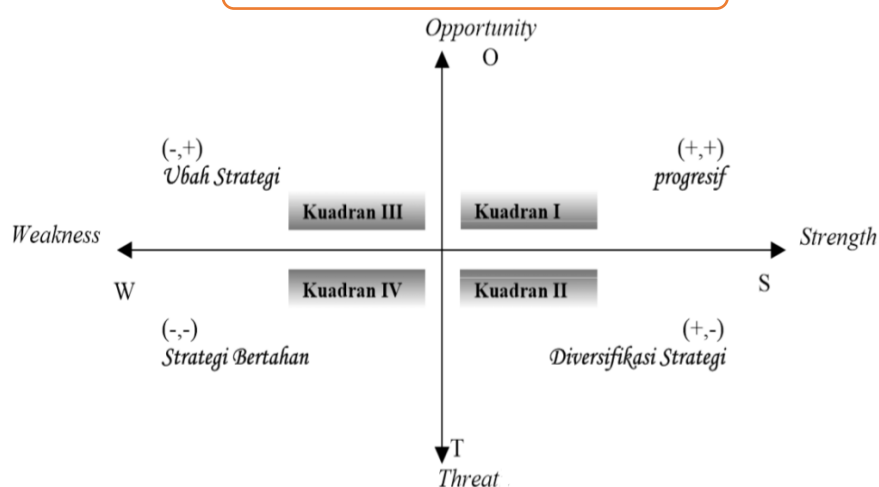 Opportunity
O
(-,+)
Ubah Strategi
(+,+)
progresif
Kuadran III
Kuadran I
Weakness
Strength
W
Kuadran IV
Kuadran II
S
(-,-)
Strategi Bertahan
(+,-)
Diversifikasi Strategi
T
Threat